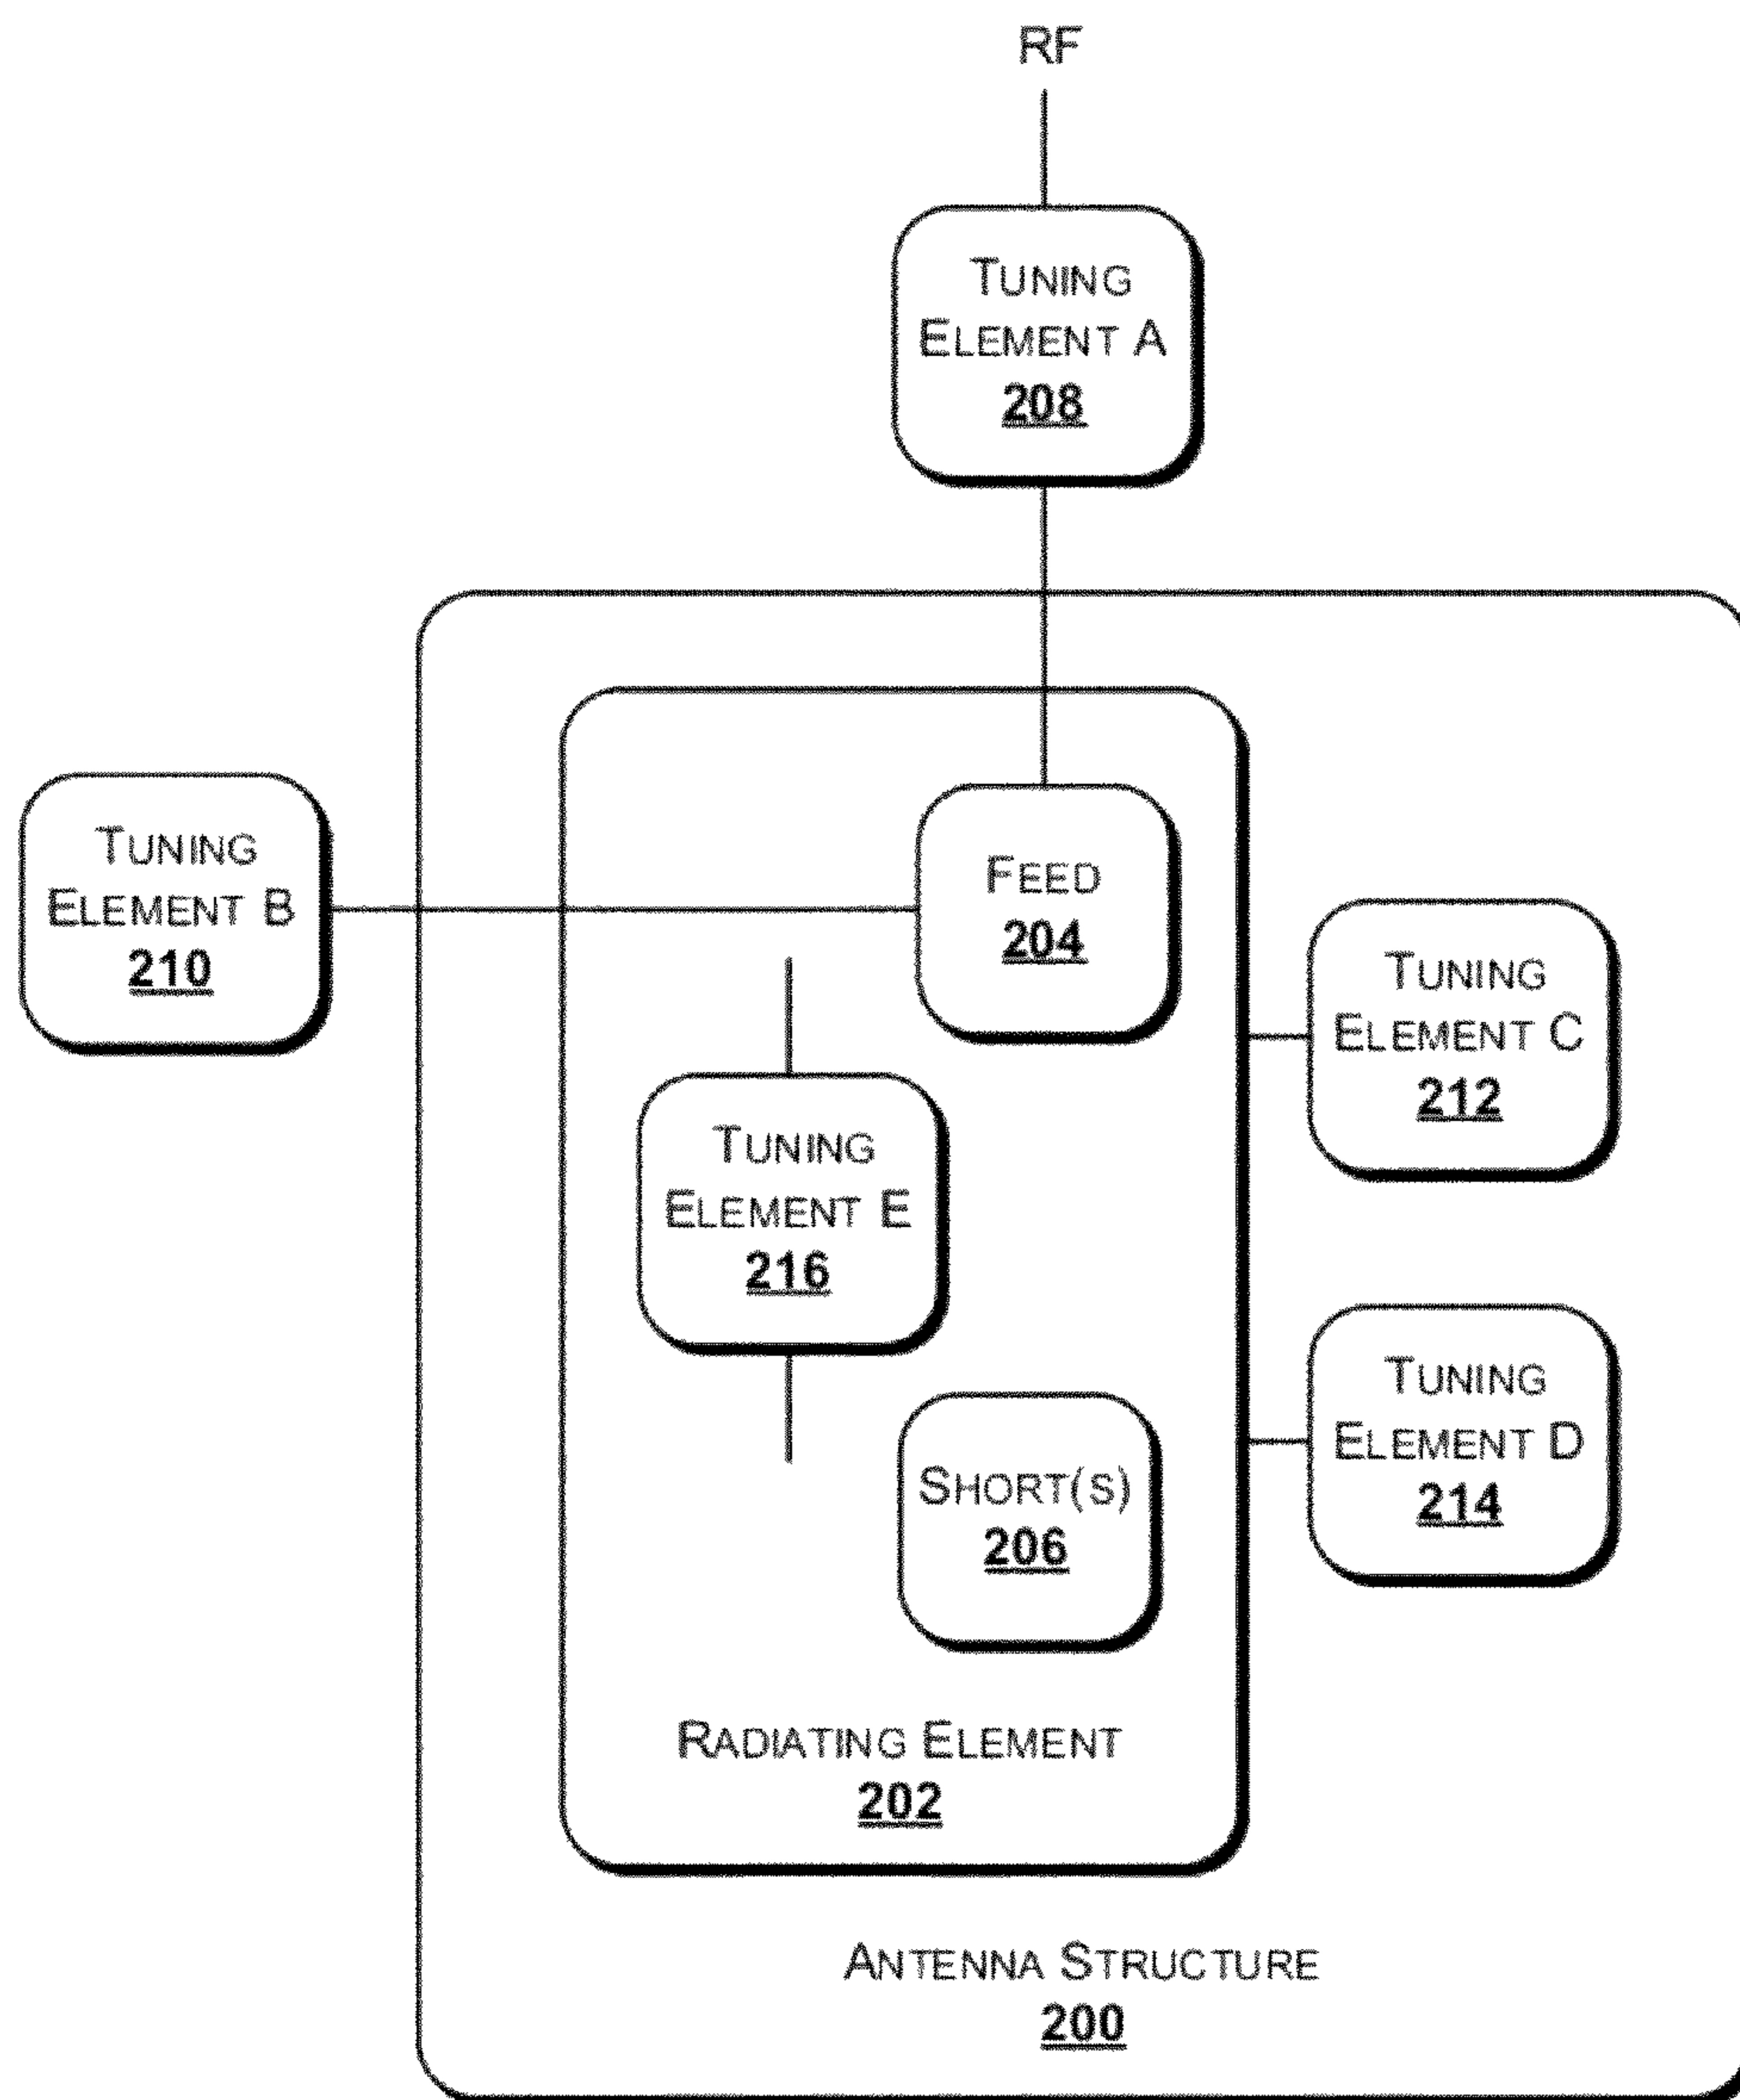 RF
TUNING
ELEMENT A
208
TUNING
ELEMENT B
210
FEED
204
TUNING
ELEMENT C
212
TUNING
ELEMENT E
216
TUNING
ELEMENT D
214
SHORT(S)
206
RADIATING ELEMENT
202
ANTENNA STRUCTURE
200